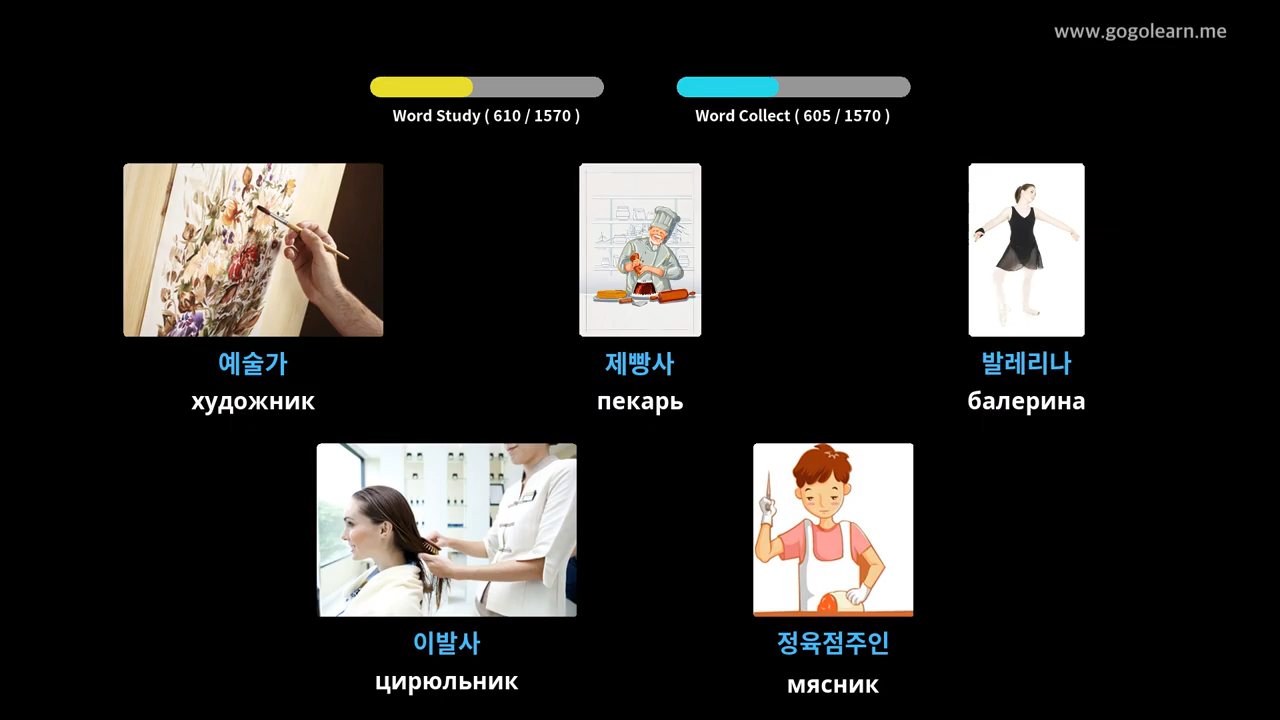 www.gogolearn.me
Word Study ( 610 / 1570 )
Word Collect ( 605 / 1570 )
예술가
художник
제빵사
пекарь
발레리나
балерина
이발사
цирюльник
정육점주인
мясник